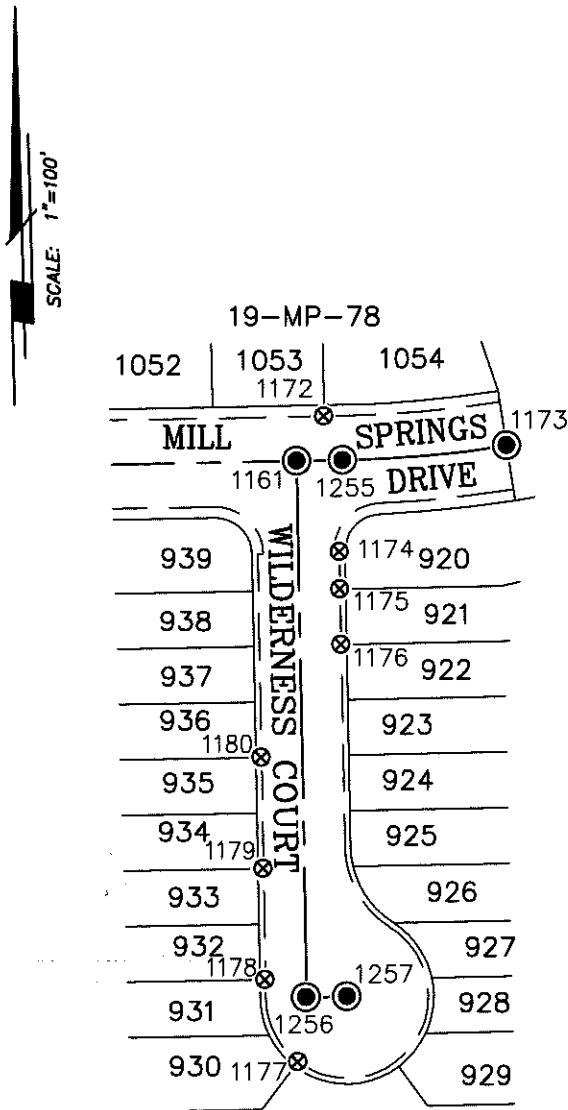 SCALE: 1"=100'
19-MP-78
1052 1053 1054
1172
1173
MILL SPRINGS DRIVE
1161 1255
WILDERNESS COURT
939 1174 920
1175
938 921
1176
937 922
936 923
1180
935 924
934 925
1179
933 926
932 927
1178 1257
931 1256 928
930 1177 929